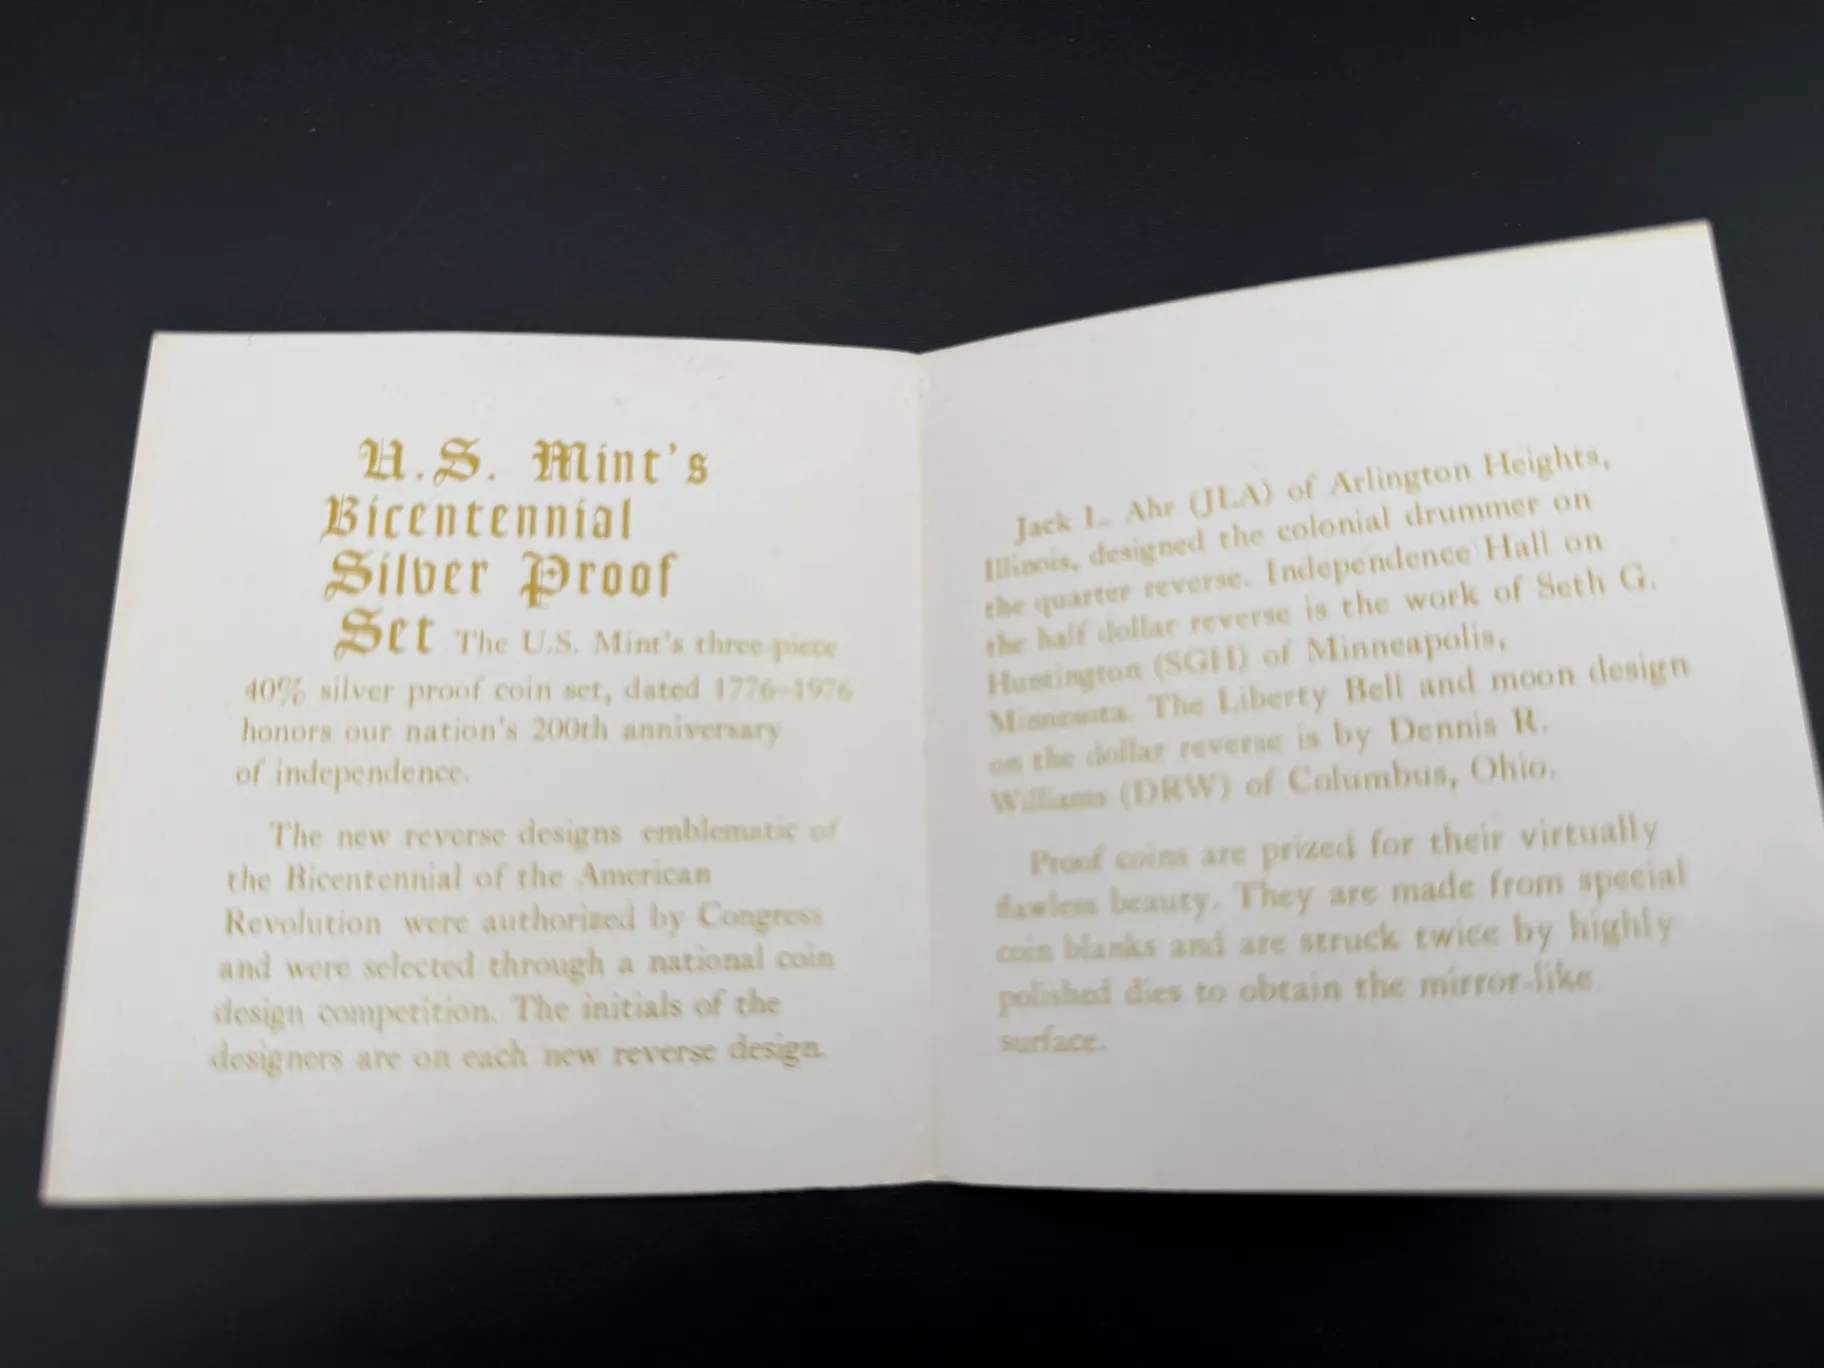 U.S. Mint's
Bicentennial
Silver Proof
Set The U.S. Mint's three-piece
40% silver proof coin set, dated 1776-1976
honors our nation's 200th anniversary
of independence.
The new reverse designs emblematic of
the Bicentennial of the American
Revolution were authorized by Congress
and were selected through a national coin
design competition. The initials of the
designers are on each new reverse design.
Jack L. Ahr (JLA) of Arlington Heights,
Illinois, designed the colonial drummer on
the quarter reverse. Independence Hall on
the half dollar reverse is the work of Seth G.
Huntington (SGH) of Minneapolis,
Minnesota. The Liberty Bell and moon design
on the dollar reverse is by Dennis R.
Williams (DRW) of Columbus, Ohio.
Proof coins are prized for their virtually
flawless beauty. They are made from special
coin blanks and are struck twice by highly
polished dies to obtain the mirror-like
surface.